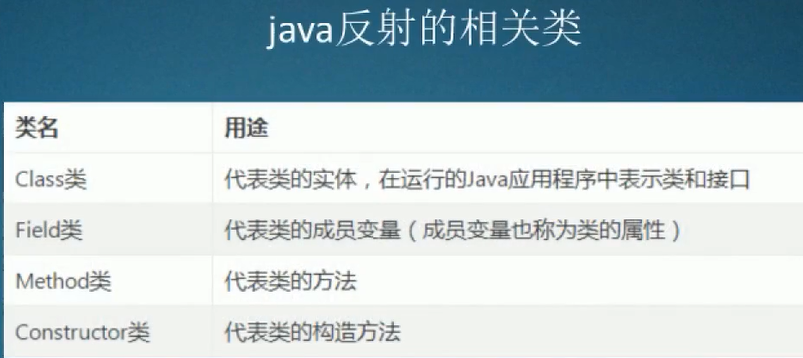 java反射的相关类
类名 用途
Class类 代表类的实体，在运行的Java应用程序中表示类和接口
Field类 代表类的成员变量（成员变量也称为类的属性）
Method类 代表类的方法
Constructor类 代表类的构造方法